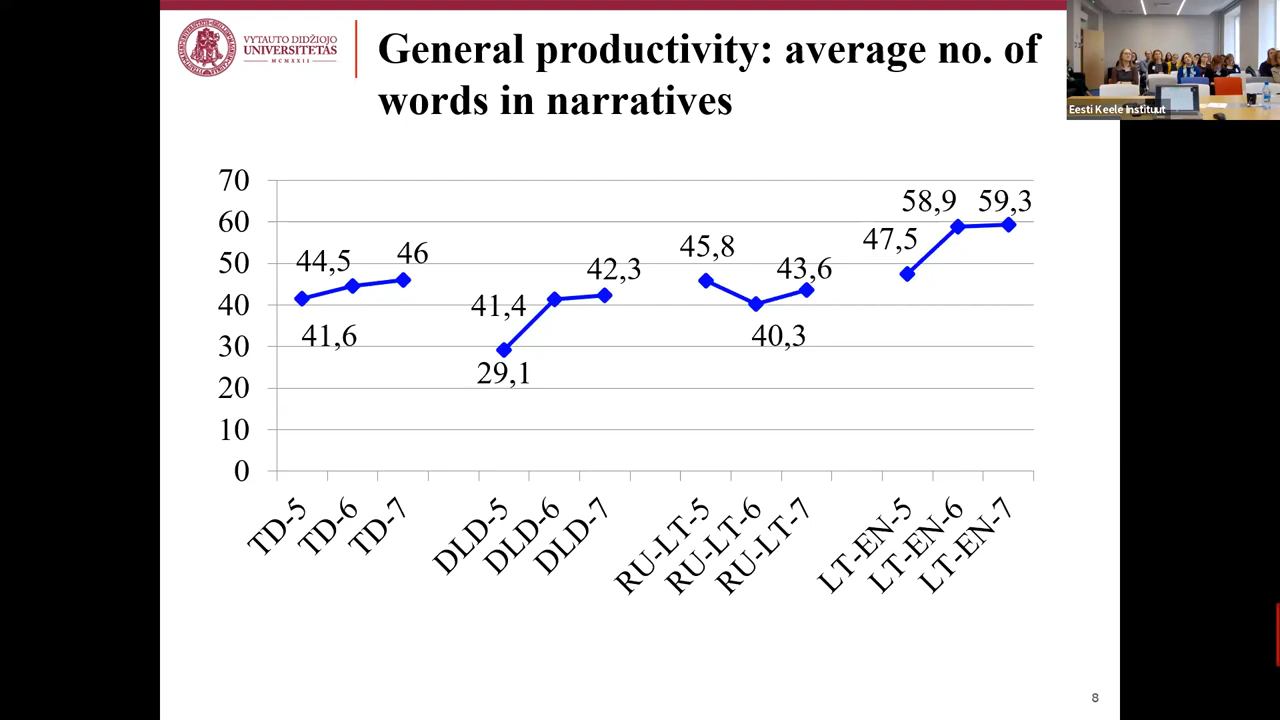 VYTAUTO DIDŽIOJO
UNIVERSITETAS
MCMXXII
General productivity: average no. of
words in narratives
Eesti Keele Instituut
70
60
50
40
30
20
10
0
44,5
46
41,6
41,4
42,3
29,1
45,8
43,6
40,3
58,9
59,3
47,5
TD-5
TD-6
TD-7
DLD-5
DLD-6
DLD-7
RU-LT-5
RU-LT-6
RU-LT-7
LT-EN-5
LT-EN-6
LT-EN-7
8